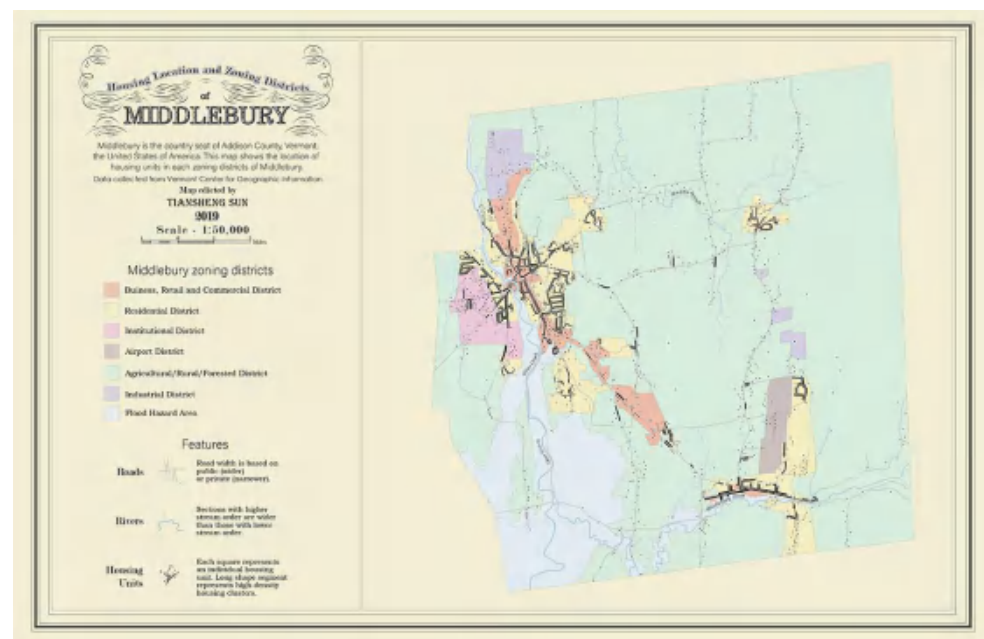 Housing Location and Zoning Districts
of
MIDDLEBURY
Middlebury is the country seat of Addison County, Vermont,
the United States of America. This map shows the location of
housing units in each zoning districts of Middlebury.
Data collected from Vermont Center for Geographic Information
Map edicted by
TIANSHENG SUN
2019
Scale - 1:50,000
Miles
Middlebury zoning districts
Buiness, Retail and Commercial District
Residential District
Institutional District
Airport District
Agricultural/Rural/Forested District
Industrial District
Flood Hazard Area
Features
Roads
Road width is based on
public (wider)
or private (narrower).
Rivers
Sections with higher
stream order are wider
than those with lower
stream order
Housing
Units
Each square represents
an individual housing
unit. Long shape segment
represents high density
housing clusters.